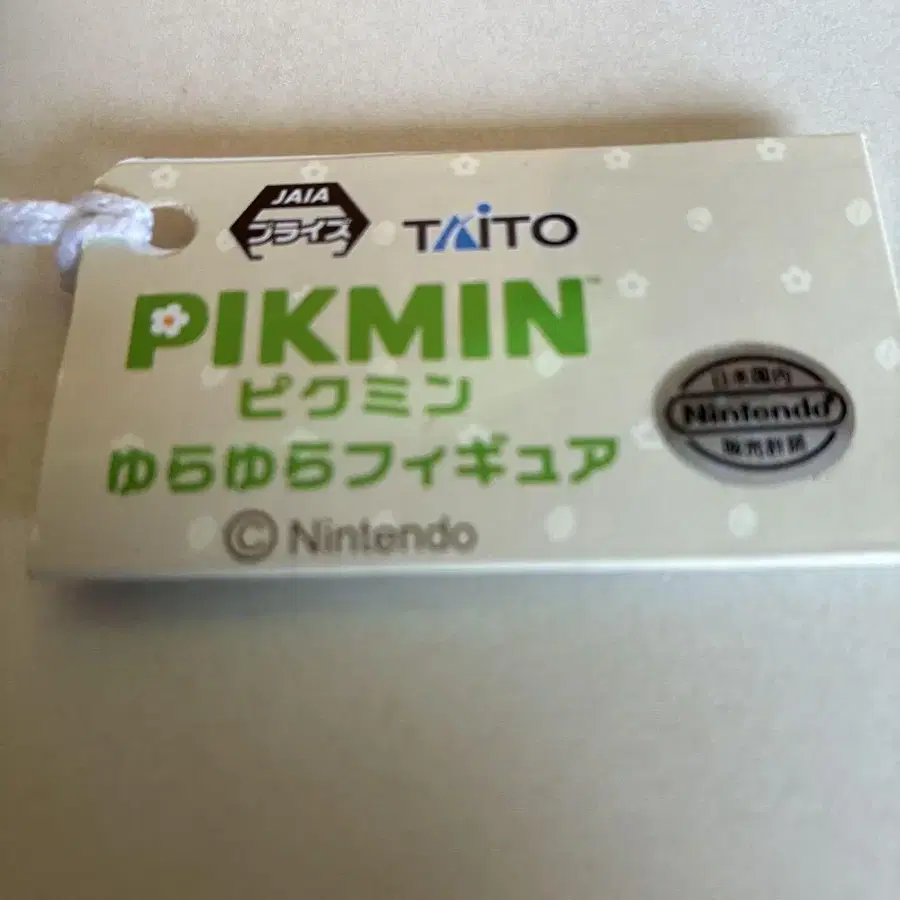 JAIA
プライズ
TAITO
PIKMIN™
ピクミン
ゆらゆらフィギュア
© Nintendo
日本国内
Nintendo
販売許諾